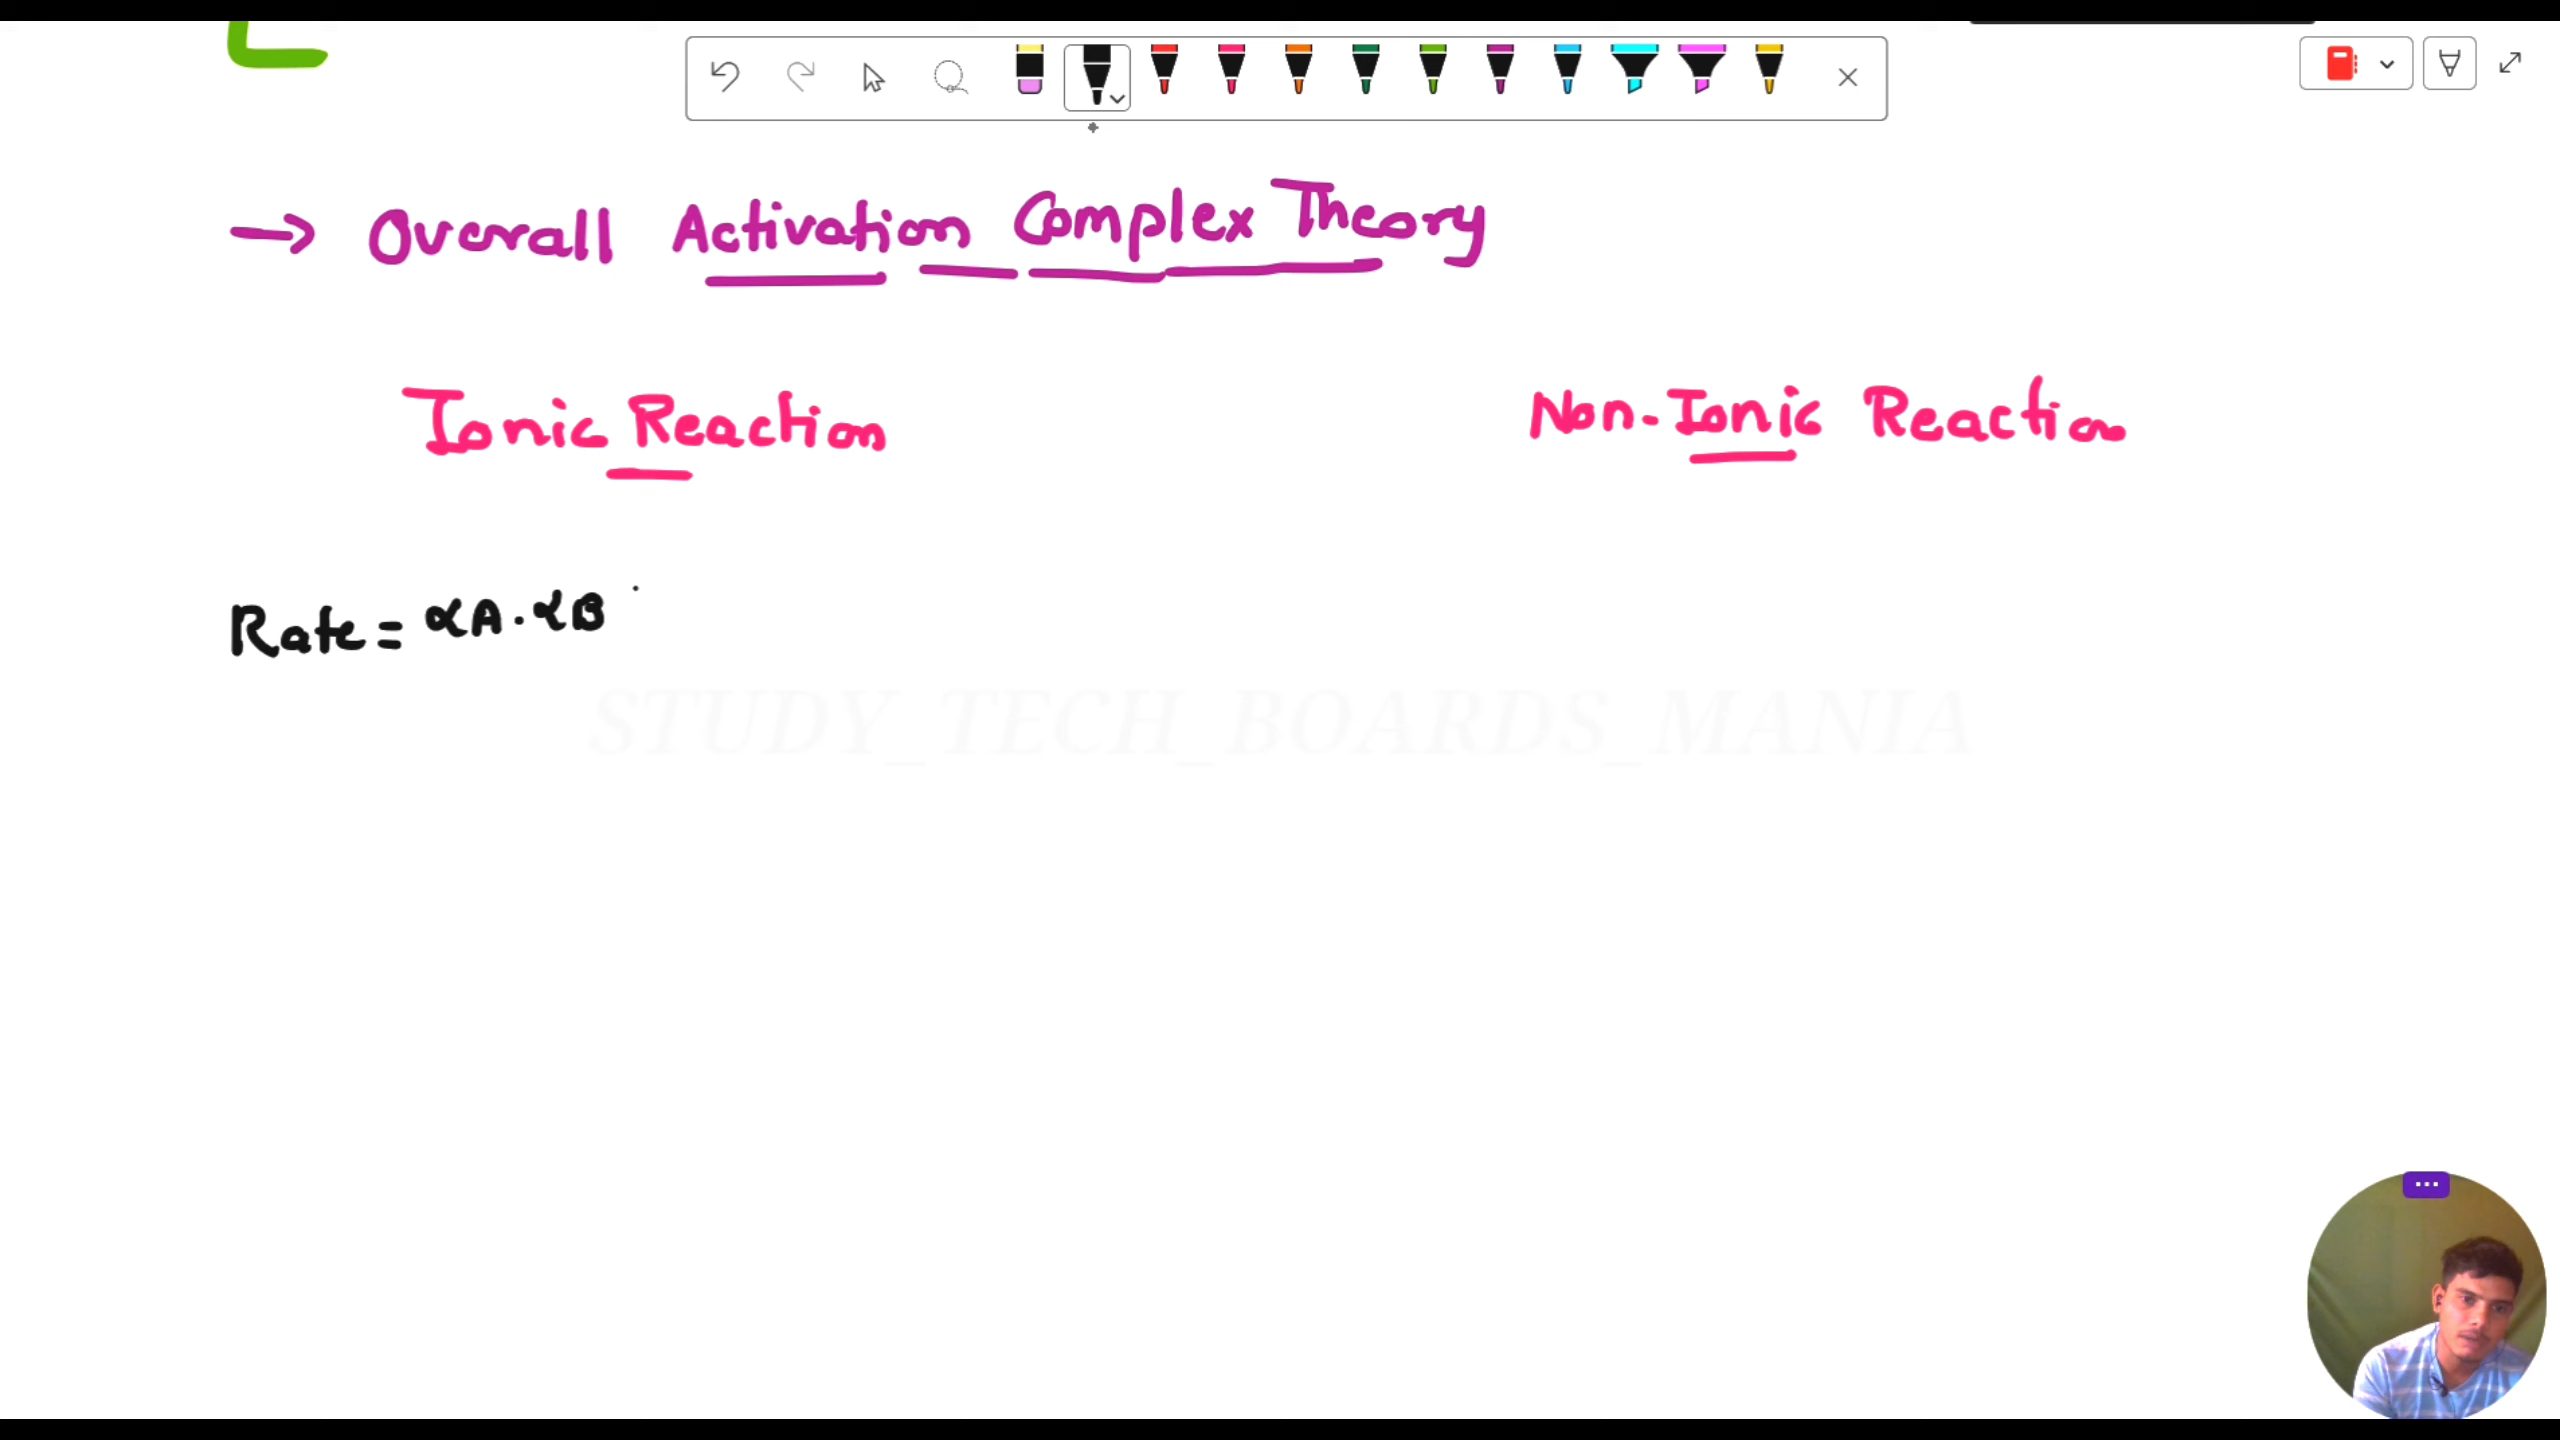 → Overall Activation Complex Theory
Ionic Reaction
Non-Ionic Reaction
Rate = αA . αB
STUDY_TECH_BOARDS_MANIA